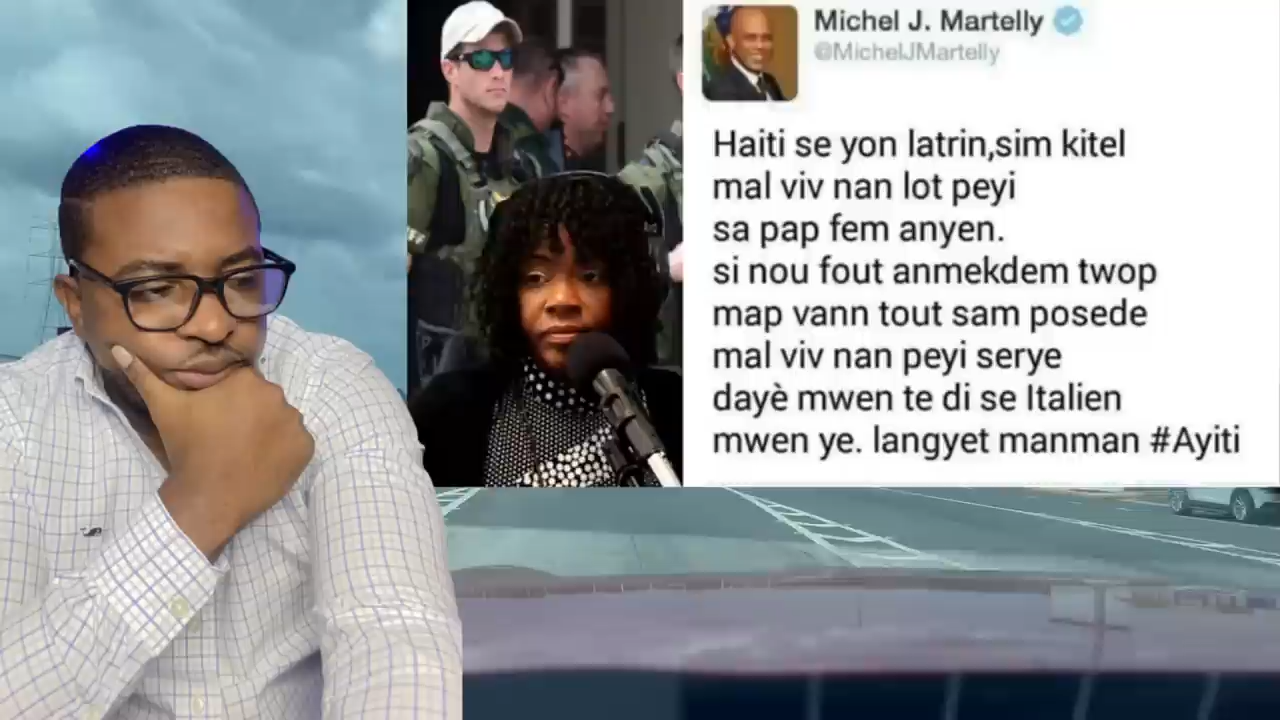 Michel J. Martelly
@MichelJMartelly
Haiti se yon latrin,sim kitel
mal viv nan lot peyi
sa pap fem anyen.
si nou fout anmekdem twop
map vann tout sam posede
mal viv nan peyi serye
dayè mwen te di se Italien
mwen ye. langyet manman #Ayiti